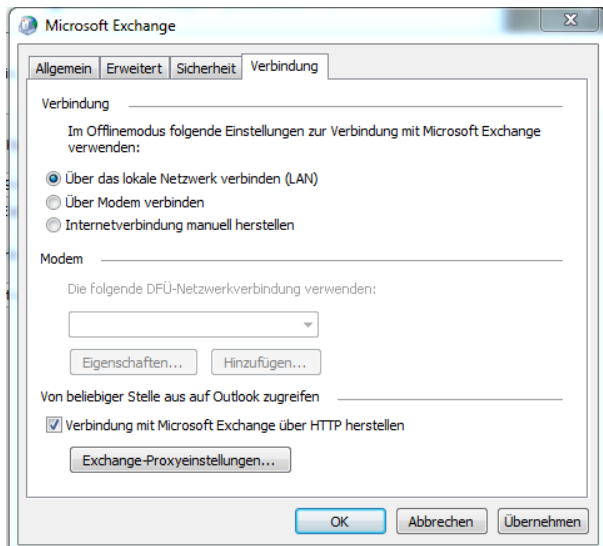 Microsoft Exchange
Allgemein Erweitert Sicherheit Verbindung
Verbindung
Im Offlinemodus folgende Einstellungen zur Verbindung mit Microsoft Exchange
verwenden:
Über das lokale Netzwerk verbinden (LAN)
Über Modem verbinden
Internetverbindung manuell herstellen
Modem
Die folgende DFÜ-Netzwerkverbindung verwenden:
Eigenschaften... Hinzufügen...
Von beliebiger Stelle aus auf Outlook zugreifen
Verbindung mit Microsoft Exchange über HTTP herstellen
Exchange-Proxyeinstellungen...
OK Abbrechen Übernehmen